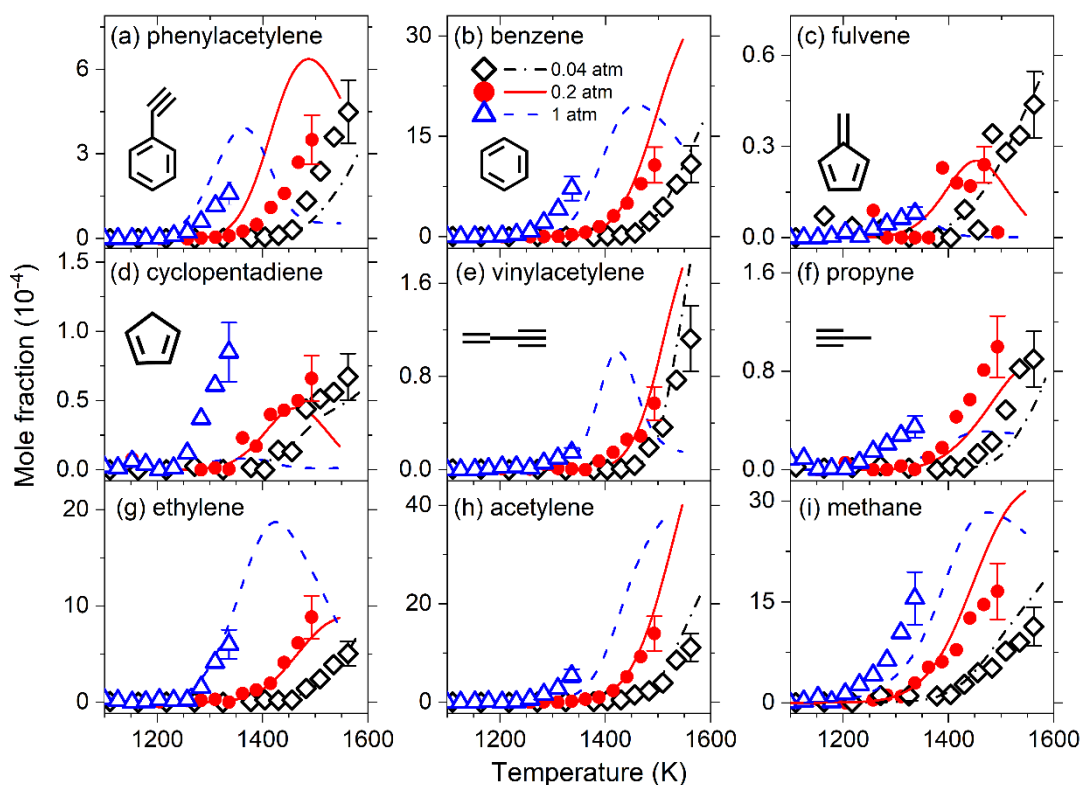 (a) phenylacetylene
6
3
0
(b) benzene
0.04 atm
0.2 atm
1 atm
30
15
0
(c) fulvene
0.6
0.3
0.0
(d) cyclopentadiene
1.5
1.0
0.5
0.0
(e) vinylacetylene
1.6
0.8
0.0
(f) propyne
1.6
0.8
0.0
Mole fraction (10-4)
(g) ethylene
20
10
0
(h) acetylene
40
20
0
(i) methane
30
15
0
1200 1400 1600
1200 1400 1600
1200 1400 1600
Temperature (K)